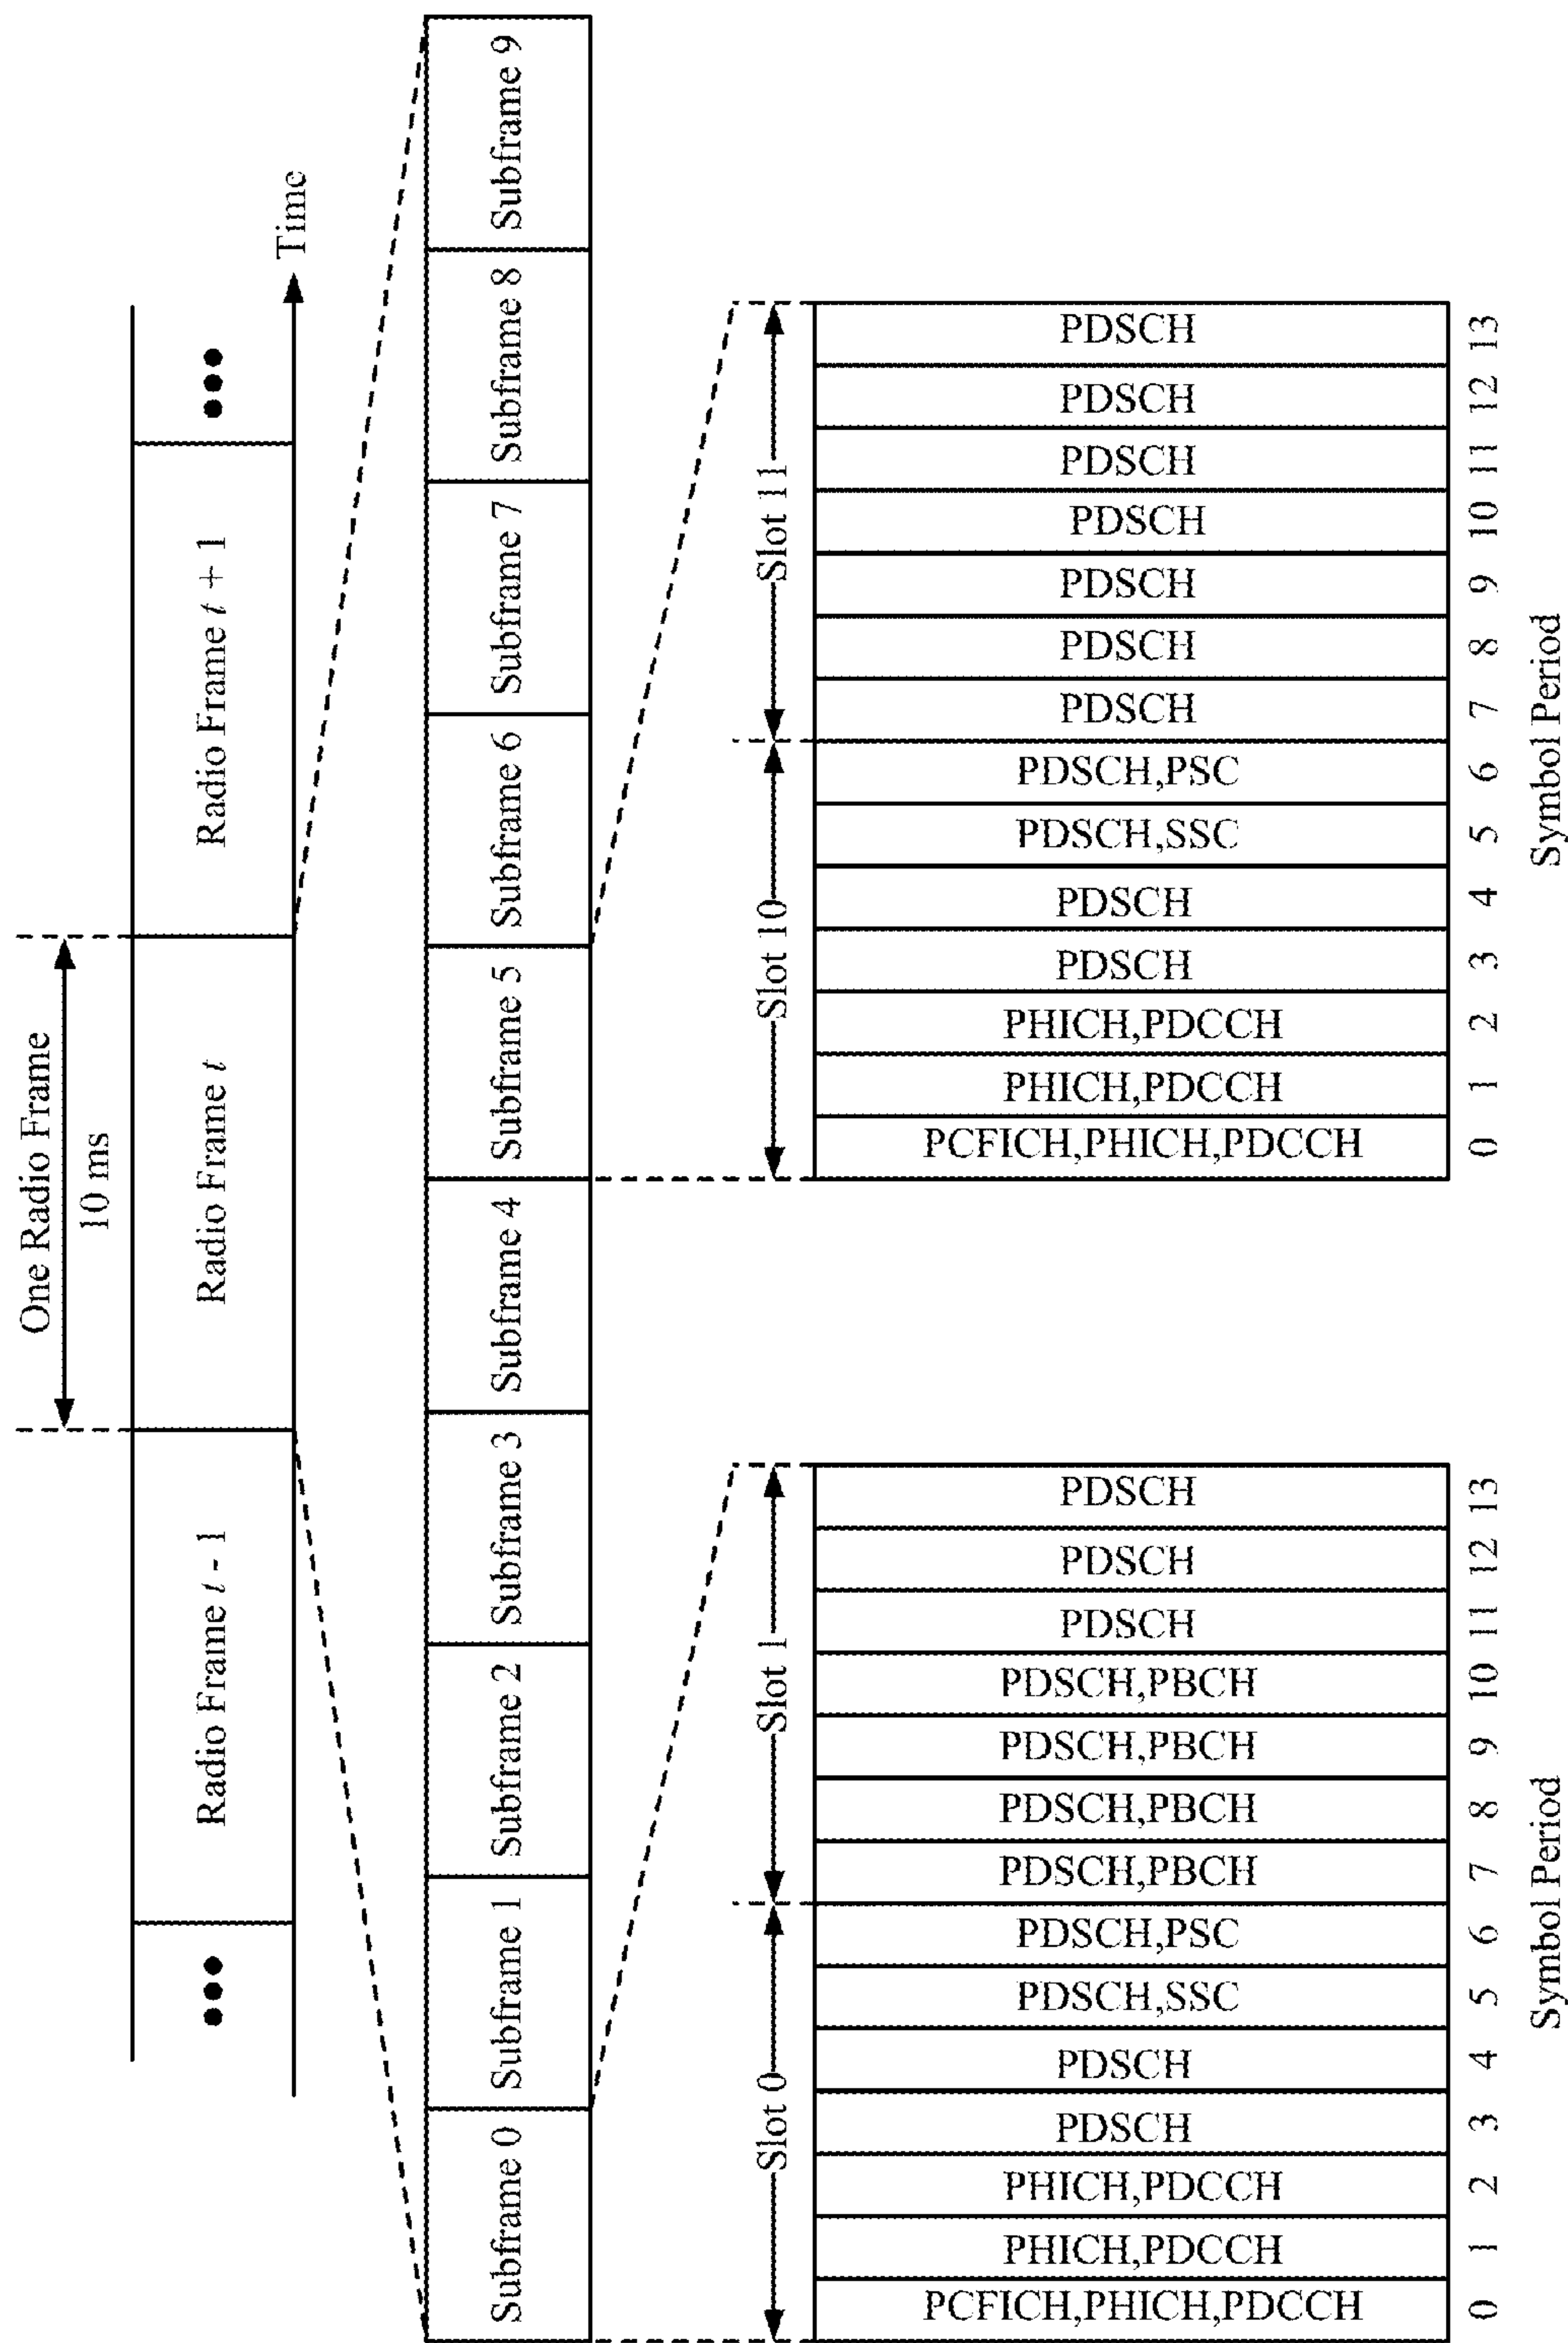 One Radio Frame
10 ms
Radio Frame t - 1
Radio Frame t
Radio Frame t + 1
Time
Subframe 0
Subframe 1
Subframe 2
Subframe 3
Subframe 4
Subframe 5
Subframe 6
Subframe 7
Subframe 8
Subframe 9
Slot 0
Slot 1
PCFICH,PHICH,PDCCH
PHICH,PDCCH
PHICH,PDCCH
PDSCH
PDSCH
PDSCH,SSC
PDSCH,PSC
PDSCH,PBCH
PDSCH,PBCH
PDSCH,PBCH
PDSCH,PBCH
PDSCH
PDSCH
PDSCH
0 1 2 3 4 5 6 7 8 9 10 11 12 13
Symbol Period
Slot 10
Slot 11
PCFICH,PHICH,PDCCH
PHICH,PDCCH
PHICH,PDCCH
PDSCH
PDSCH
PDSCH,SSC
PDSCH,PSC
PDSCH
PDSCH
PDSCH
PDSCH
PDSCH
PDSCH
PDSCH
0 1 2 3 4 5 6 7 8 9 10 11 12 13
Symbol Period